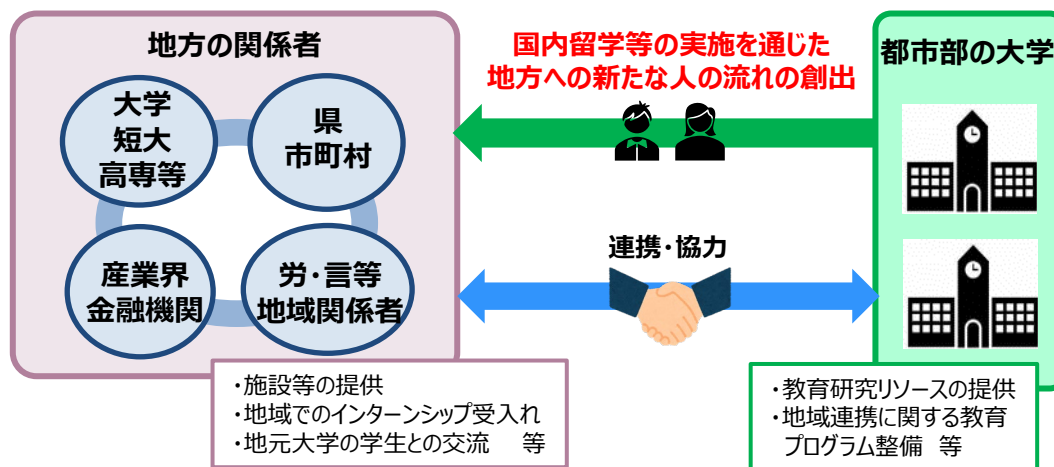 地方の関係者
大学
短大
高専等
県
市町村
産業界
金融機関
労・言等
地域関係者
・施設等の提供
・地域でのインターンシップ受入れ
・地元大学の学生との交流　等
国内留学等の実施を通じた
地方への新たな人の流れの創出
連携・協力
都市部の大学
・教育研究リソースの提供
・地域連携に関する教育
プログラム整備　等